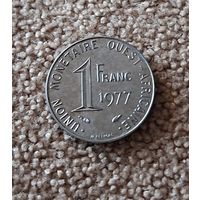 UNION MONETAIRE OUEST-AFRICAINE
1 FRANC
1977